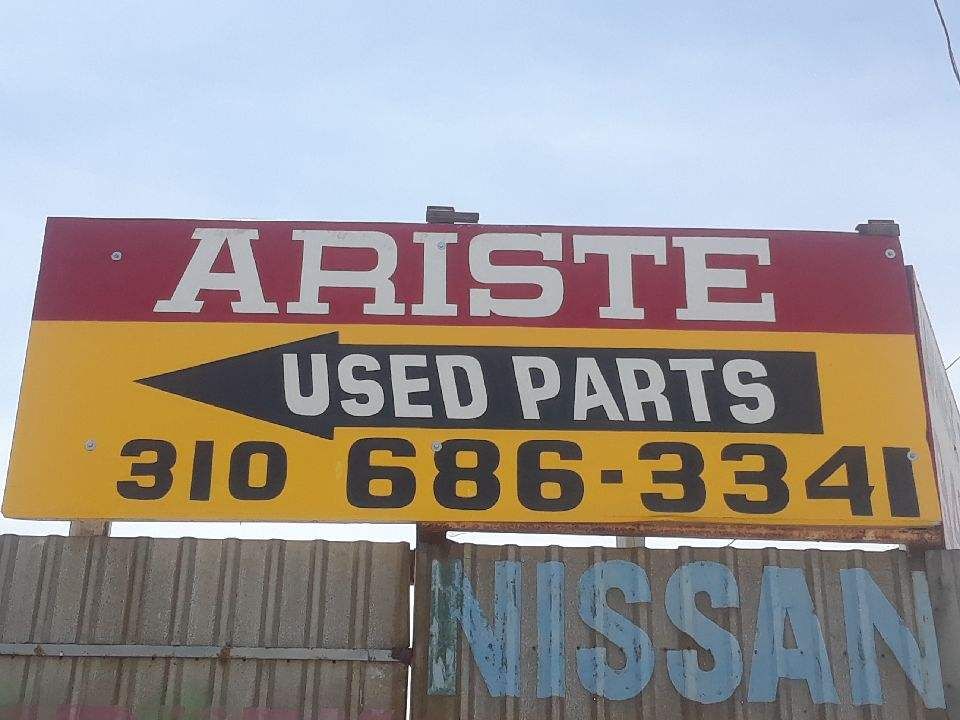 ARISTE
USED PARTS
310 686-3341
NISSAN